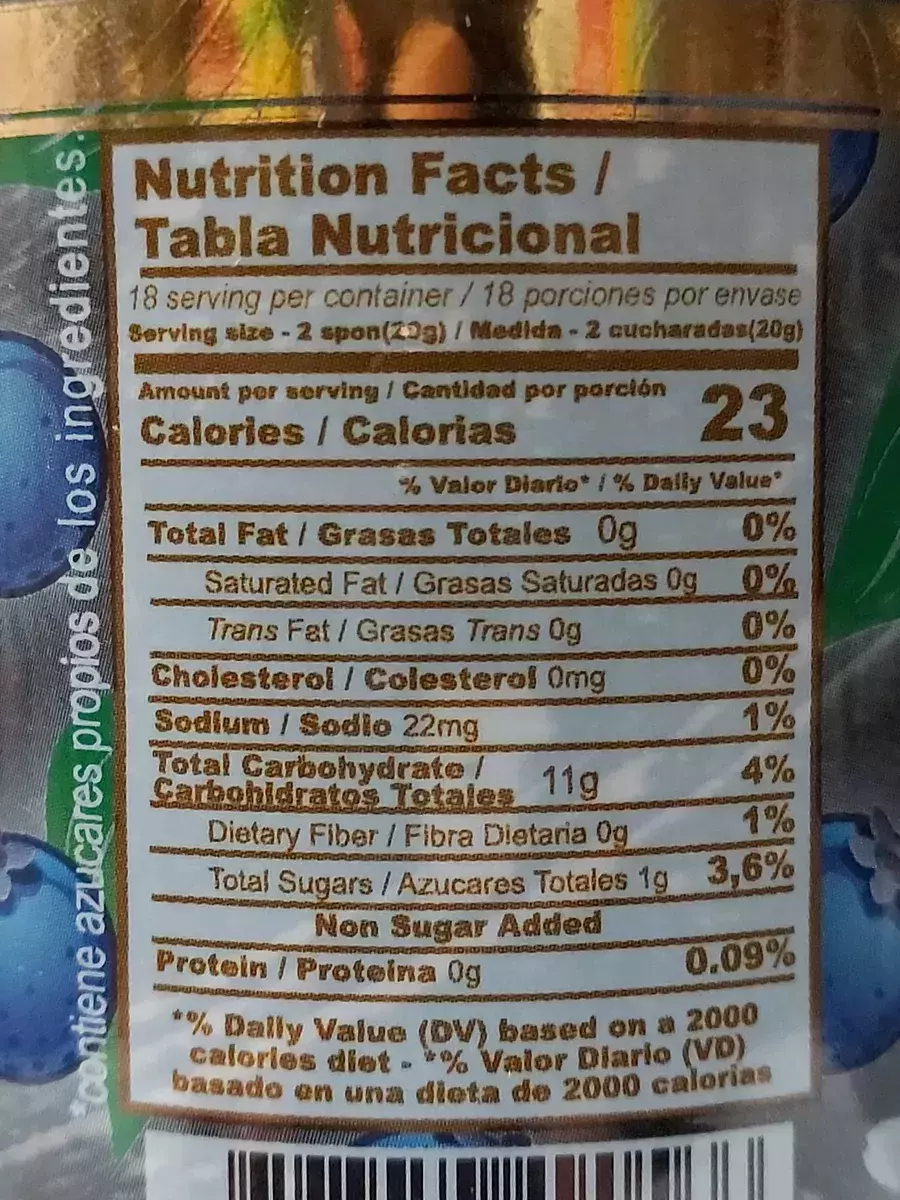 Nutrition Facts /
Tabla Nutricional
18 serving per container / 18 porciones por envase
Serving size - 2 spon(20g) / Medida - 2 cucharadas(20g)
Amount per serving / Cantidad por porción
Calories / Calorias 23
% Valor Diario* / % Daily Value*
Total Fat / Grasas Totales 0g 0%
Saturated Fat / Grasas Saturadas 0g 0%
Trans Fat / Grasas Trans 0g 0%
Cholesterol / Colesterol 0mg 0%
Sodium / Sodio 22mg 1%
Total Carbohydrate /
Carbohidratos Totales 11g 4%
Dietary Fiber / Fibra Dietaria 0g 1%
Total Sugars / Azucares Totales 1g 3,6%
Non Sugar Added
Protein / Proteina 0g 0.09%
*% Daily Value (DV) based on a 2000
calories diet - *% Valor Diario (VD)
basado en una dieta de 2000 calorias
*contiene azucares propios de los ingredientes.